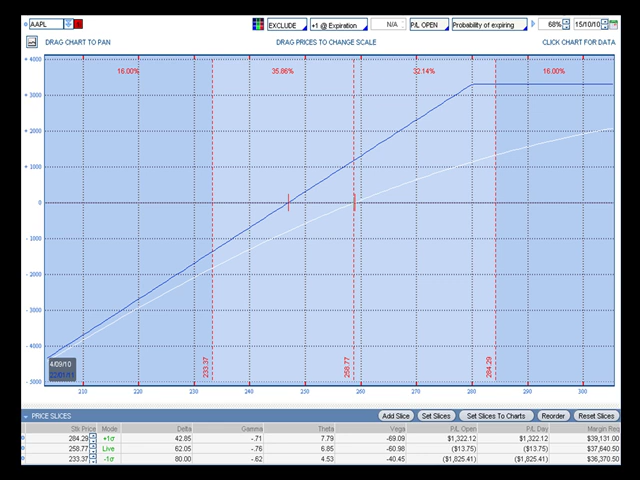 AAPL EXCLUDE +1 @ Expiration N/A P/L OPEN Probability of expiring 68% 15/10/10
DRAG CHART TO PAN DRAG PRICES TO CHANGE SCALE CLICK CHART FOR DATA
+ 4000
16.00% 35.86% 32.14% 16.00%
+ 3000
+ 2000
+ 1000
0
- 1000
- 2000
- 3000
- 4000
4/09/10
22/01/11
233.37 258.77 284.29
- 5000
210 220 230 240 250 260 270 280 290 300
PRICE SLICES Add Slice Set Slices Set Slices To Charts Reorder Reset Slices
Stk Price Mode Delta Gamma Theta Vega P/L Open P/L Day Margin Req
284.29 +1σ 42.85 -.71 7.79 -69.09 $1,322.12 $1,322.12 $39,131.00
258.77 Live 62.05 -.76 6.85 -60.98 ($13.75) ($13.75) $37,640.50
233.37 -1σ 80.00 -.62 4.53 -40.45 ($1,825.41) ($1,825.41) $36,370.50